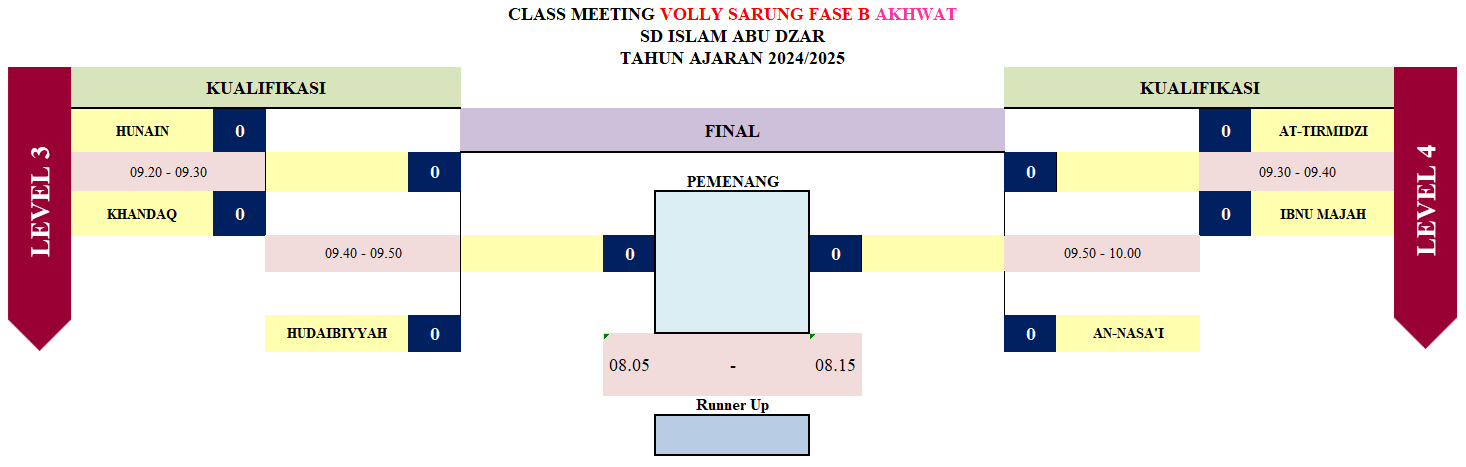 CLASS MEETING VOLLY SARUNG FASE B AKHWAT
SD ISLAM ABU DZAR
TAHUN AJARAN 2024/2025
KUALIFIKASI
KUALIFIKASI
HUNAIN 0
FINAL
0 AT-TIRMIDZI
09.20 - 09.30
0
0
09.30 - 09.40
PEMENANG
KHANDAQ 0
0 IBNU MAJAH
LEVEL 3
LEVEL 4
09.40 - 09.50
0
0
09.50 - 10.00
HUDAIBIYYAH 0
0 AN-NASA'I
08.05 - 08.15
Runner Up